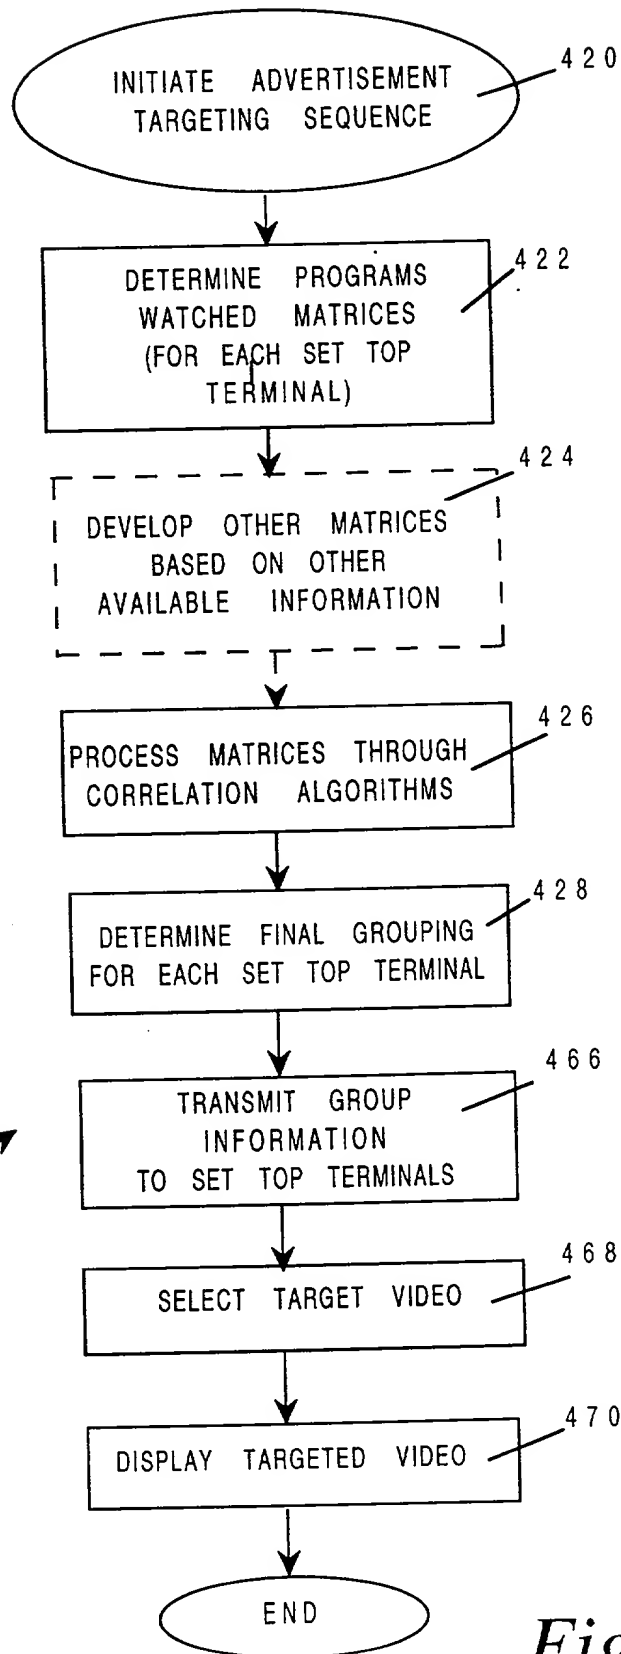 INITIATE ADVERTISEMENT
TARGETING SEQUENCE
420
DETERMINE PROGRAMS
WATCHED MATRICES
(FOR EACH SET TOP
TERMINAL)
422
DEVELOP OTHER MATRICES
BASED ON OTHER
AVAILABLE INFORMATION
424
PROCESS MATRICES THROUGH
CORRELATION ALGORITHMS
426
DETERMINE FINAL GROUPING
FOR EACH SET TOP TERMINAL
428
TRANSMIT GROUP
INFORMATION
TO SET TOP TERMINALS
466
SELECT TARGET VIDEO
468
DISPLAY TARGETED VIDEO
470
END
Fig